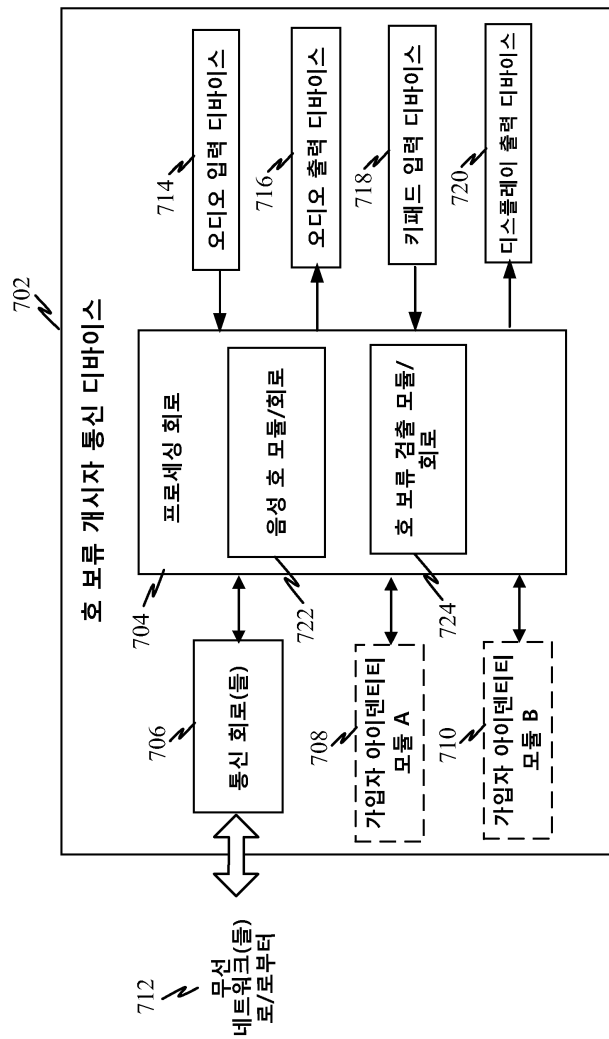 702
호 보류 개시자 통신 디바이스
712
무선
네트워크(들)
로/로부터
706
통신 회로(들)
708
가입자 아이덴티티
모듈 A
710
가입자 아이덴티티
모듈 B
704
프로세싱 회로
722
음성 호 모듈/회로
724
호 보류 검출 모듈/
회로
714
오디오 입력 디바이스
716
오디오 출력 디바이스
718
키패드 입력 디바이스
720
디스플레이 출력 디바이스